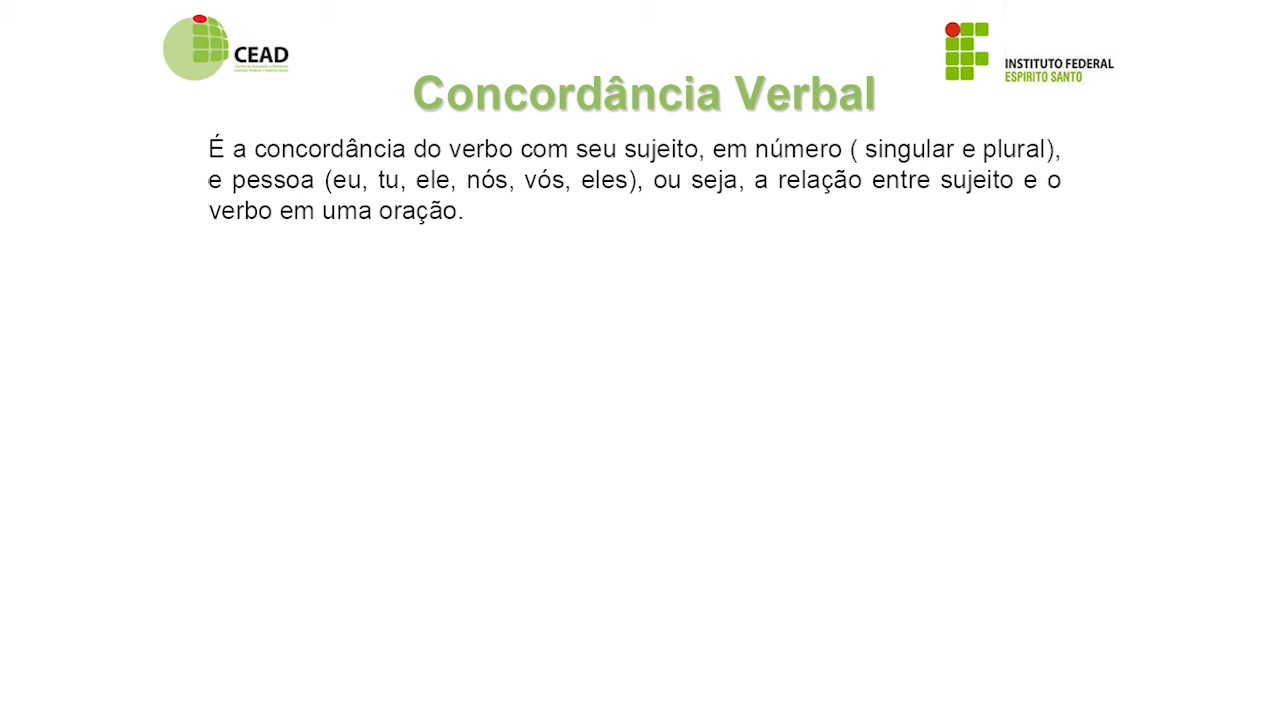 CEAD
INSTITUTO FEDERAL
ESPÍRITO SANTO
Concordância Verbal
É a concordância do verbo com seu sujeito, em número ( singular e plural),
e pessoa (eu, tu, ele, nós, vós, eles), ou seja, a relação entre sujeito e o
verbo em uma oração.